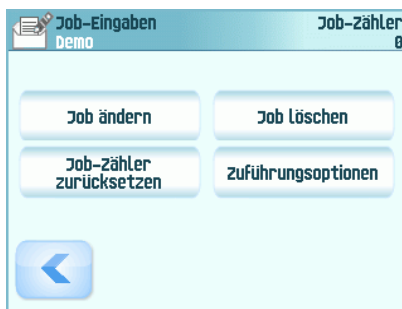 Job-Eingaben
Job-Zähler
Demo
0
Job ändern
Job löschen
Job-Zähler
zurücksetzen
Zuführungsoptionen